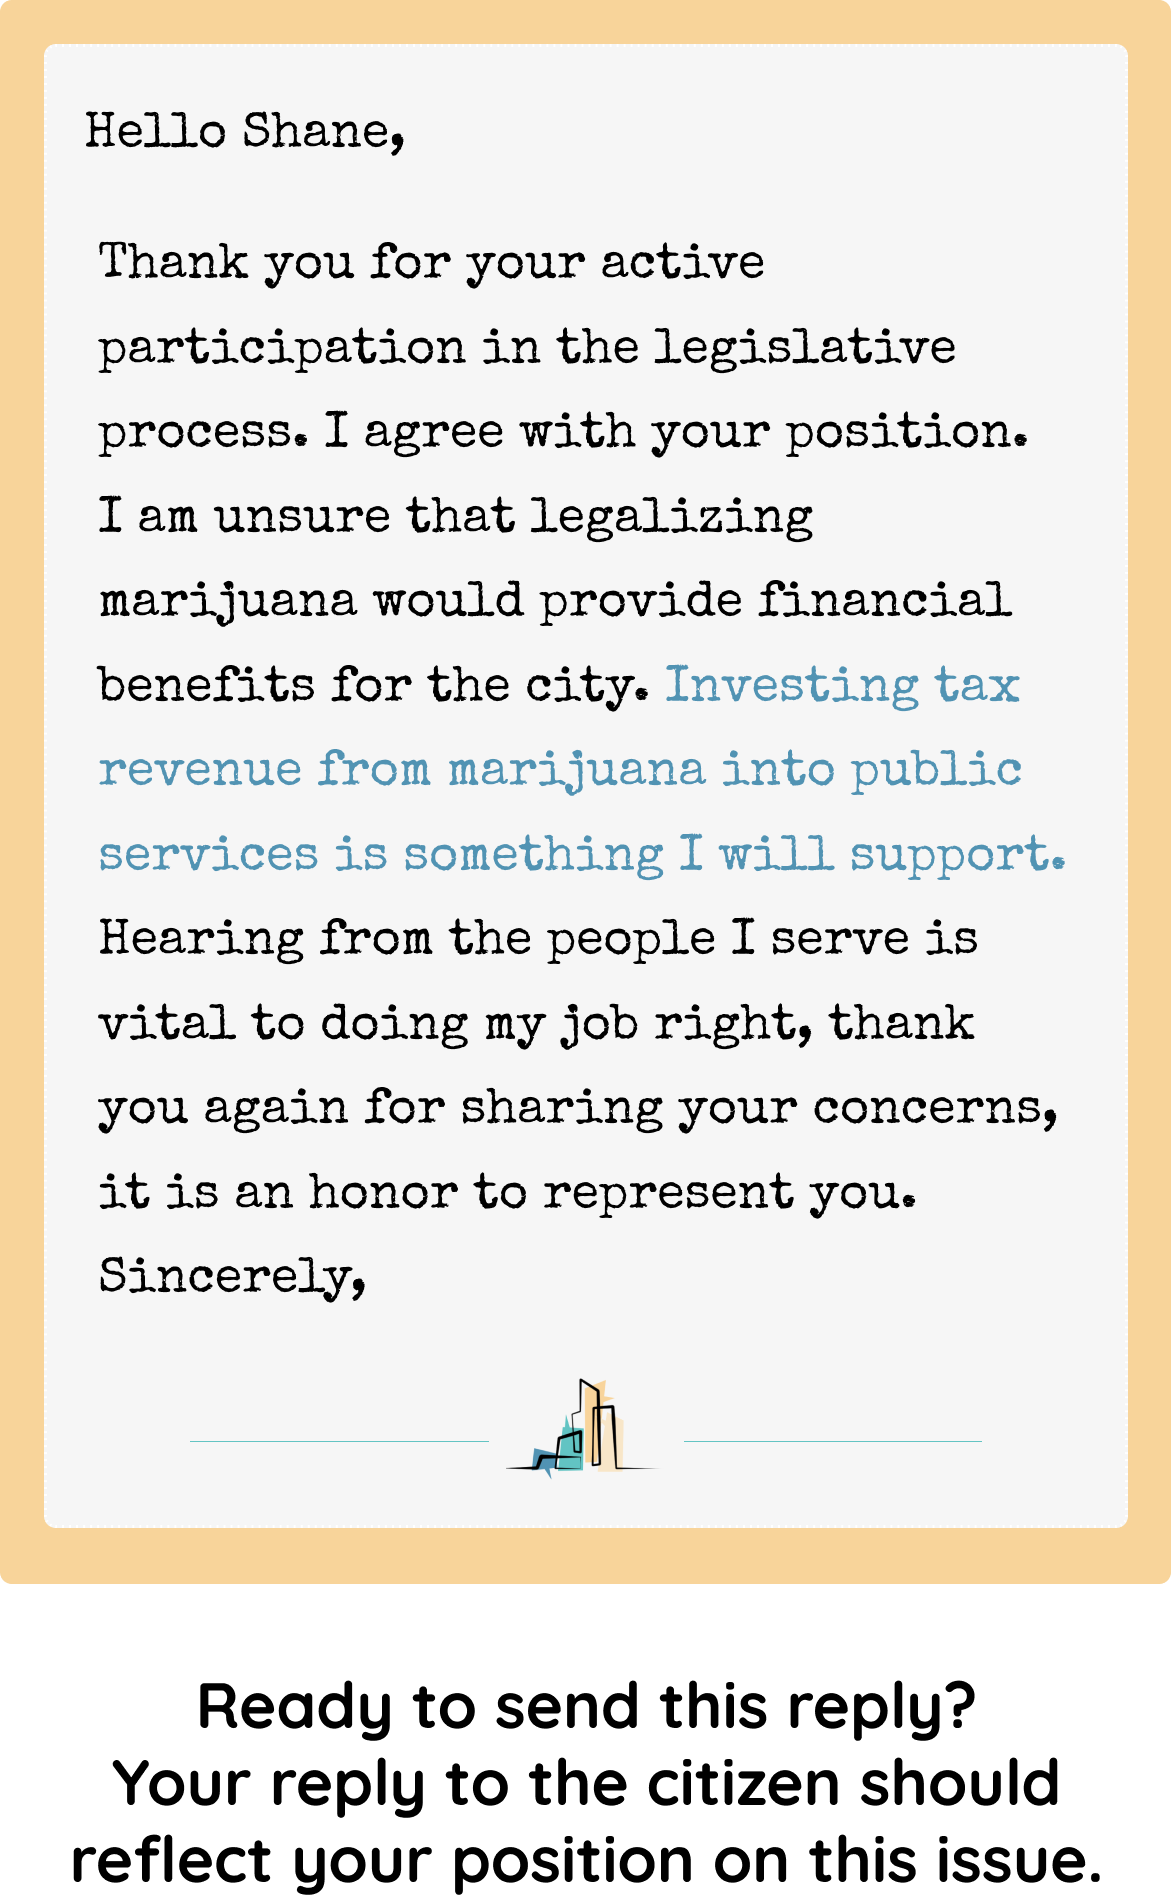 Hello Shane,
Thank you for your active
participation in the legislative
process. I agree with your position.
I am unsure that legalizing
marijuana would provide financial
benefits for the city. Investing tax
revenue from marijuana into public
services is something I will support.
Hearing from the people I serve is
vital to doing my job right, thank
you again for sharing your concerns,
it is an honor to represent you.
Sincerely,
Ready to send this reply?
Your reply to the citizen should
reflect your position on this issue.